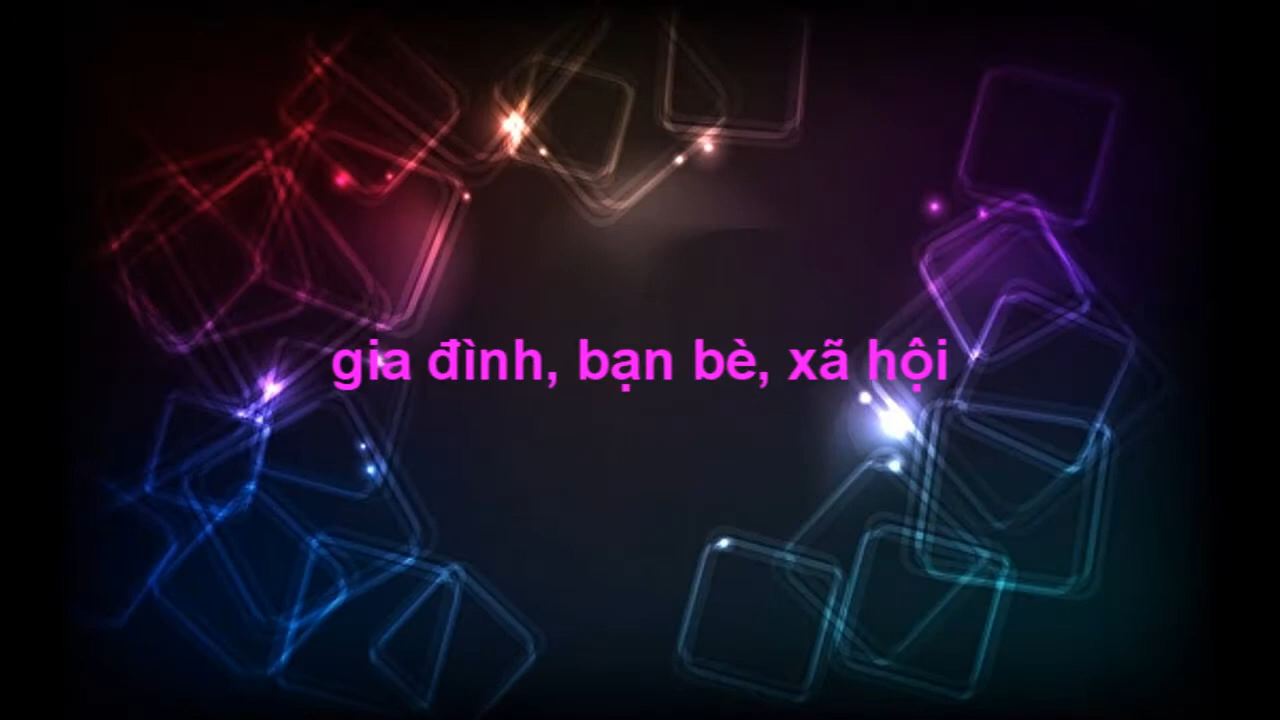 gia đình, bạn bè, xã hội